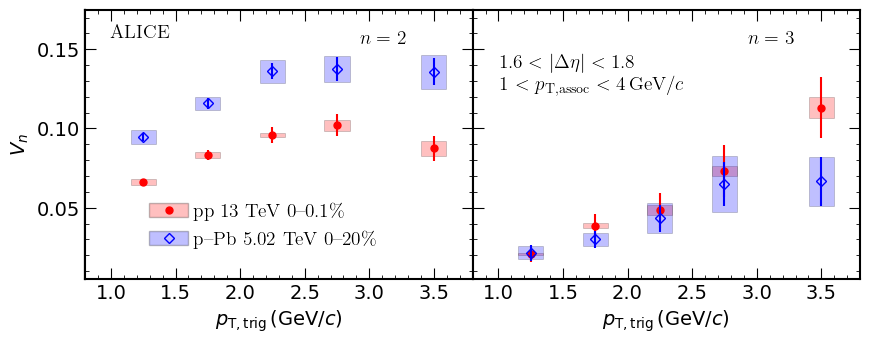 ALICE
n = 2
pp 13 TeV 0–0.1%
p–Pb 5.02 TeV 0–20%
V_n
0.15
0.10
0.05
1.0 1.5 2.0 2.5 3.0 3.5
p_T, trig (GeV/c)
n = 3
1.6 < |Δη| < 1.8
1 < p_T,assoc < 4 GeV/c
1.0 1.5 2.0 2.5 3.0 3.5
p_T, trig (GeV/c)